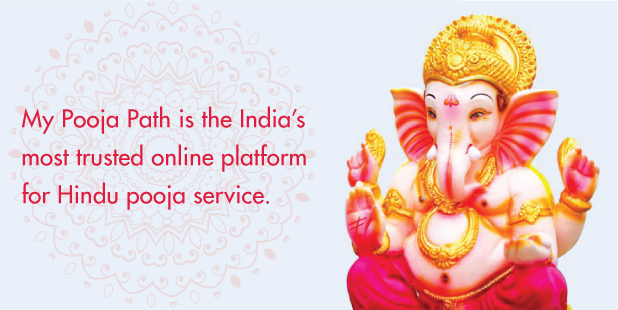 My Pooja Path is the India's
most trusted online platform
for Hindu pooja service.